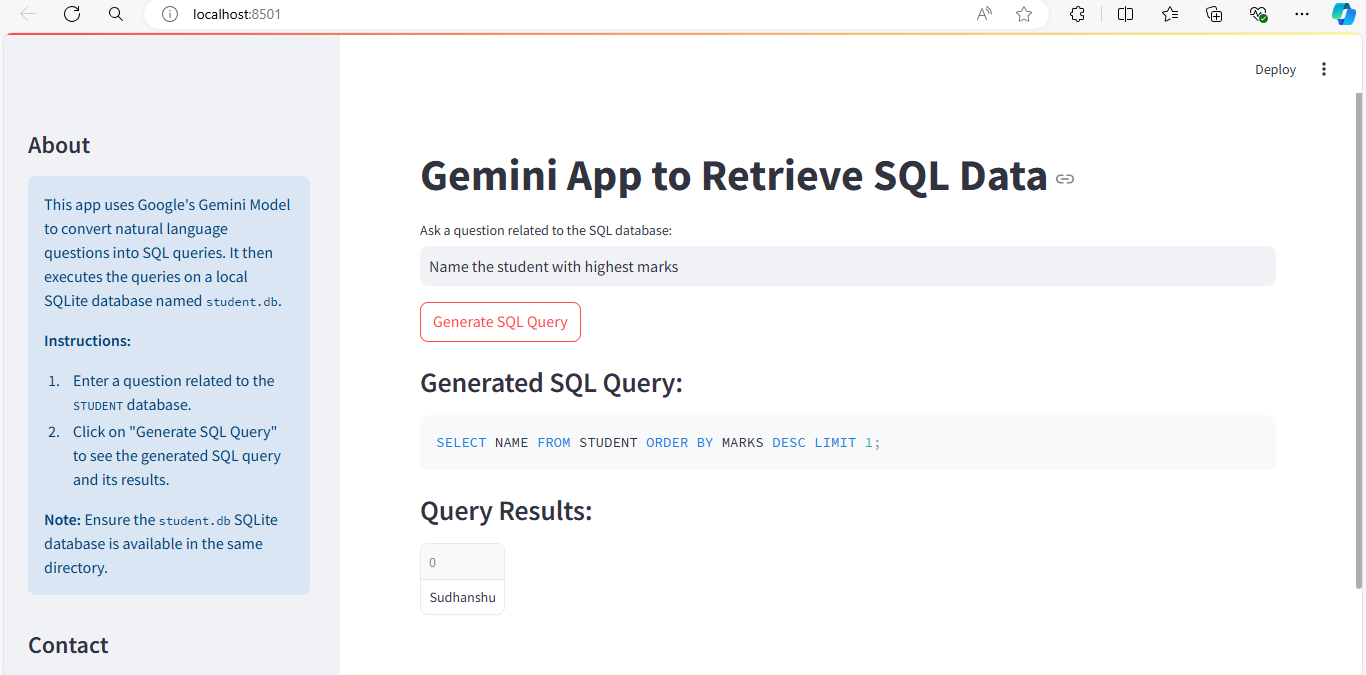 localhost:8501
Deploy
About
This app uses Google's Gemini Model
to convert natural language
questions into SQL queries. It then
executes the queries on a local
SQLite database named student.db.
Instructions:
1. Enter a question related to the
STUDENT database.
2. Click on "Generate SQL Query"
to see the generated SQL query
and its results.
Note: Ensure the student.db SQLite
database is available in the same
directory.
Contact
Gemini App to Retrieve SQL Data
Ask a question related to the SQL database:
Name the student with highest marks
Generate SQL Query
Generated SQL Query:
SELECT NAME FROM STUDENT ORDER BY MARKS DESC LIMIT 1;
Query Results:
0
Sudhanshu